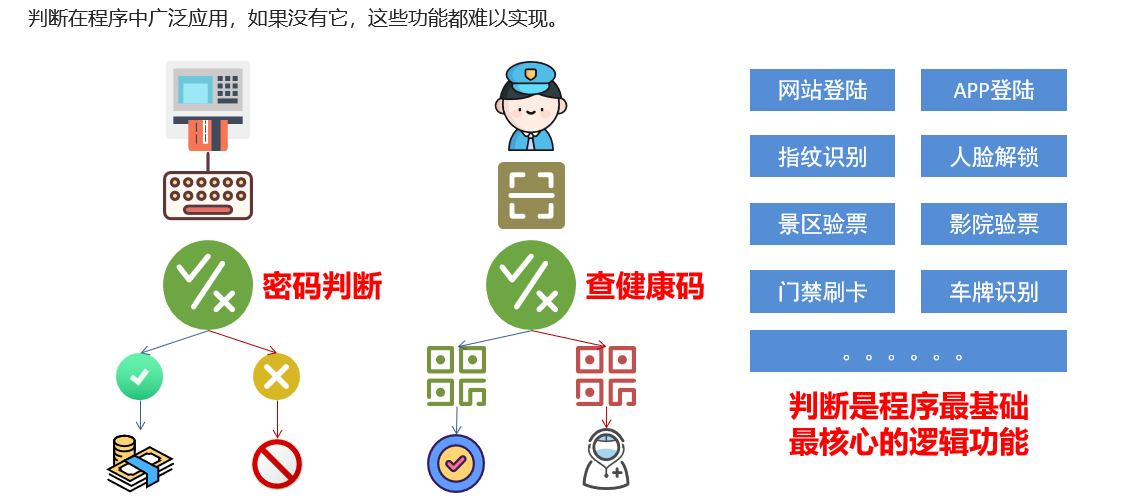 判断在程序中广泛应用，如果没有它，这些功能都难以实现。
密码判断
查健康码
网站登陆
APP登陆
指纹识别
人脸解锁
景区验票
影院验票
门禁刷卡
车牌识别
。。。。。。
判断是程序最基础
最核心的逻辑功能